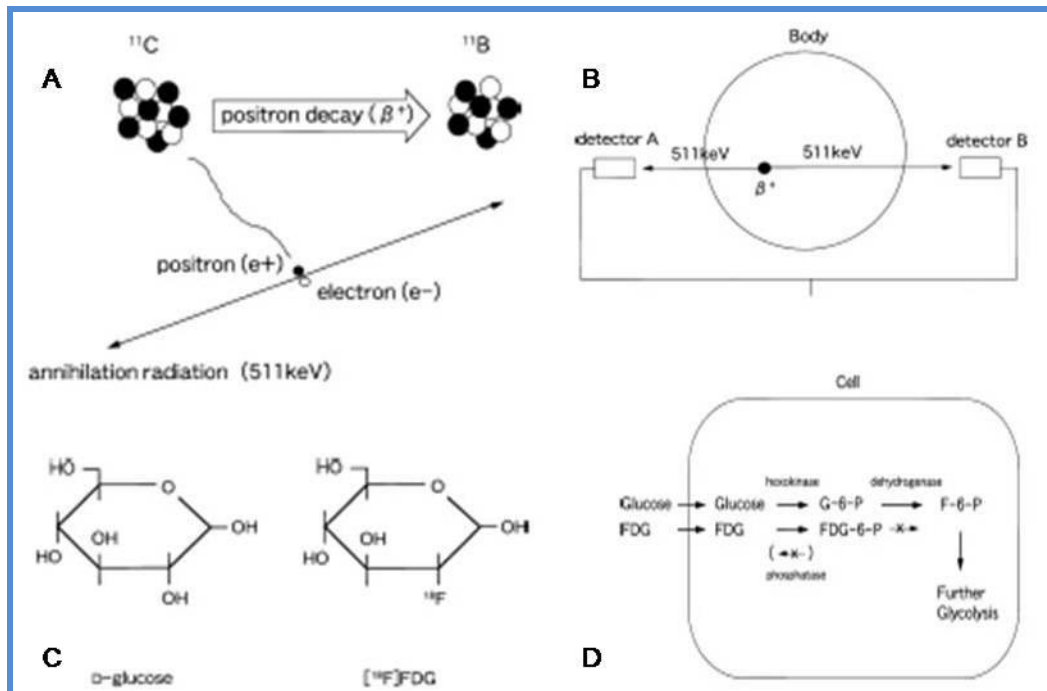 ¹¹C
¹¹B
A
positron decay (β⁺)
positron (e+)
electron (e−)
annihilation radiation (511keV)
Body
B
detector A
detector B
511keV
511keV
β⁺
HO
O
OH
OH
HO
OH
HO
O
OH
OH
HO
¹⁸F
C
D-glucose
[¹⁸F]FDG
Cell
hexokinase
dehydroganase
Glucose
Glucose
G-6-P
F-6-P
FDG
FDG
FDG-6-P
-x-
( -x- )
phosphatase
Further
Glycolysis
D